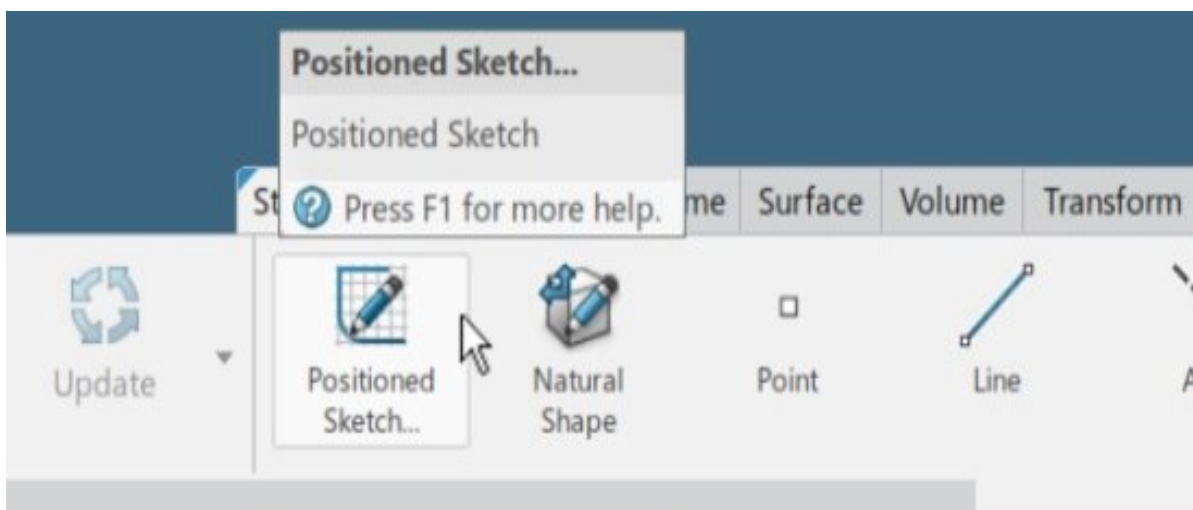 Positioned Sketch...
Positioned Sketch
Press F1 for more help.
Surface Volume Transform
Update
Positioned
Sketch...
Natural
Shape
Point
Line